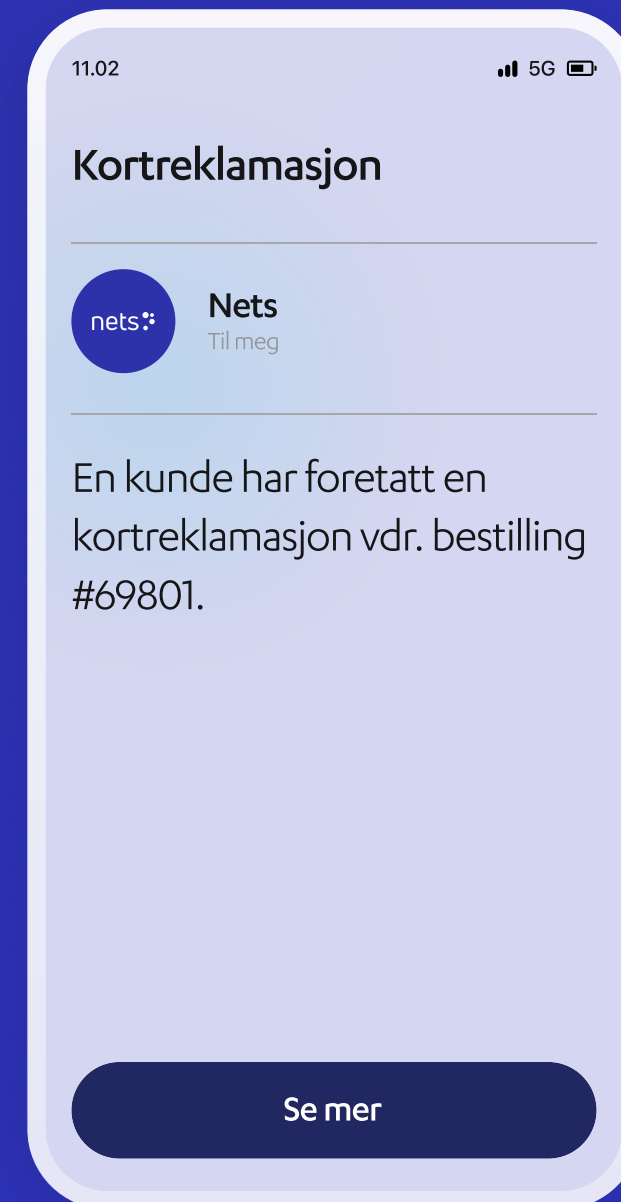 11.02
5G
Kortreklamasjon
nets
Nets
Til meg
En kunde har foretatt en
kortreklamasjon vdr. bestilling
#69801.
Se mer